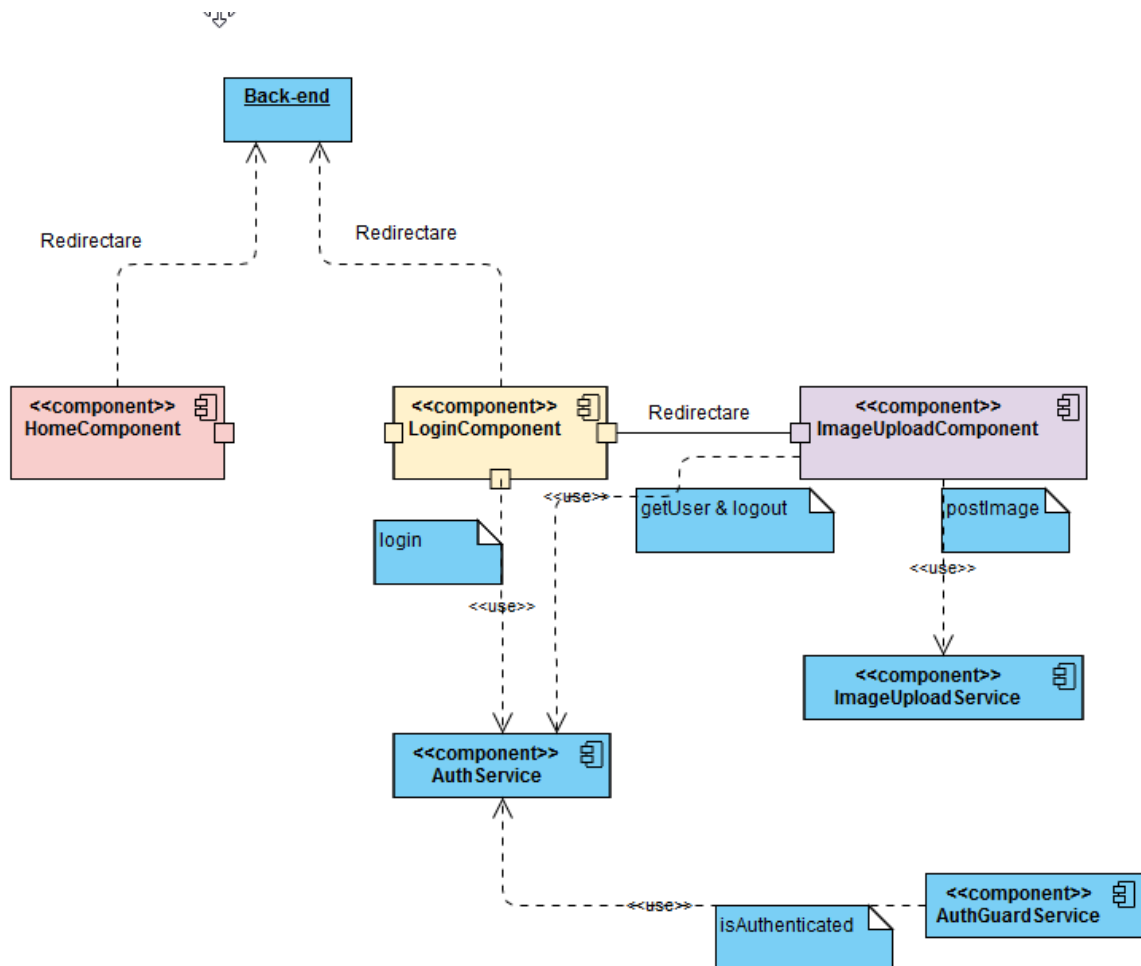 Back-end
Redirectare
Redirectare
<<component>>
HomeComponent
<<component>>
LoginComponent
Redirectare
<<component>>
ImageUploadComponent
<<use>>
getUser & logout
postImage
login
<<use>>
<<use>>
<<component>>
ImageUploadService
<<component>>
AuthService
<<component>>
AuthGuardService
<<use>>
isAuthenticated